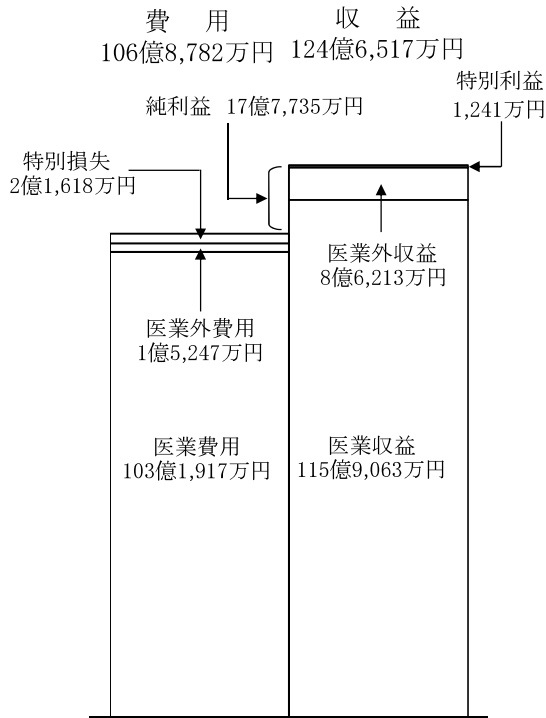 費　用
106億8,782万円
収　益
124億6,517万円
特別利益
1,241万円
純利益　17億7,735万円
特別損失
2億1,618万円
医業外収益
8億6,213万円
医業外費用
1億5,247万円
医業費用
103億1,917万円
医業収益
115億9,063万円